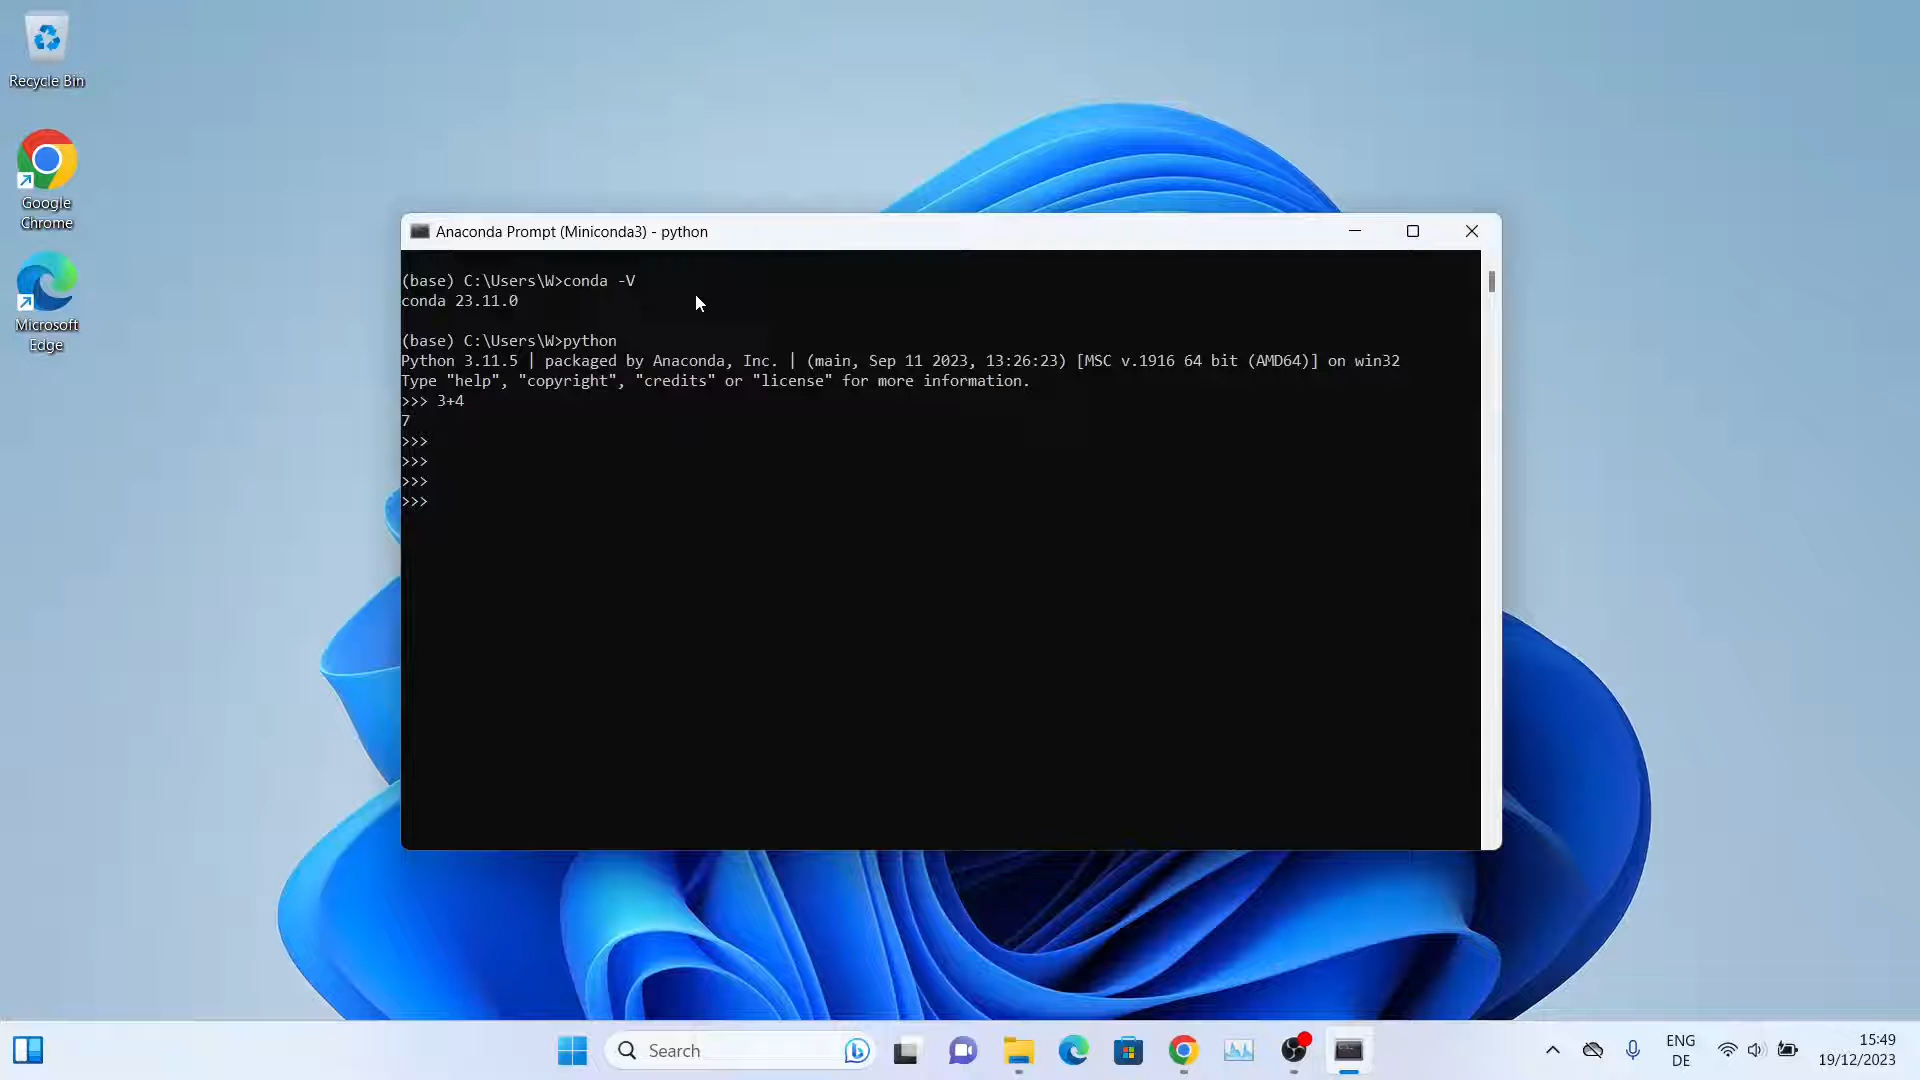 Recycle Bin
Google
Chrome
Microsoft
Edge
Anaconda Prompt (Miniconda3) - python
(base) C:\Users\W>conda -V
conda 23.11.0
(base) C:\Users\W>python
Python 3.11.5 | packaged by Anaconda, Inc. | (main, Sep 11 2023, 13:26:23) [MSC v.1916 64 bit (AMD64)] on win32
Type "help", "copyright", "credits" or "license" for more information.
>>> 3+4
7
>>>
>>>
>>>
>>>
Search
ENG
DE
15:49
19/12/2023